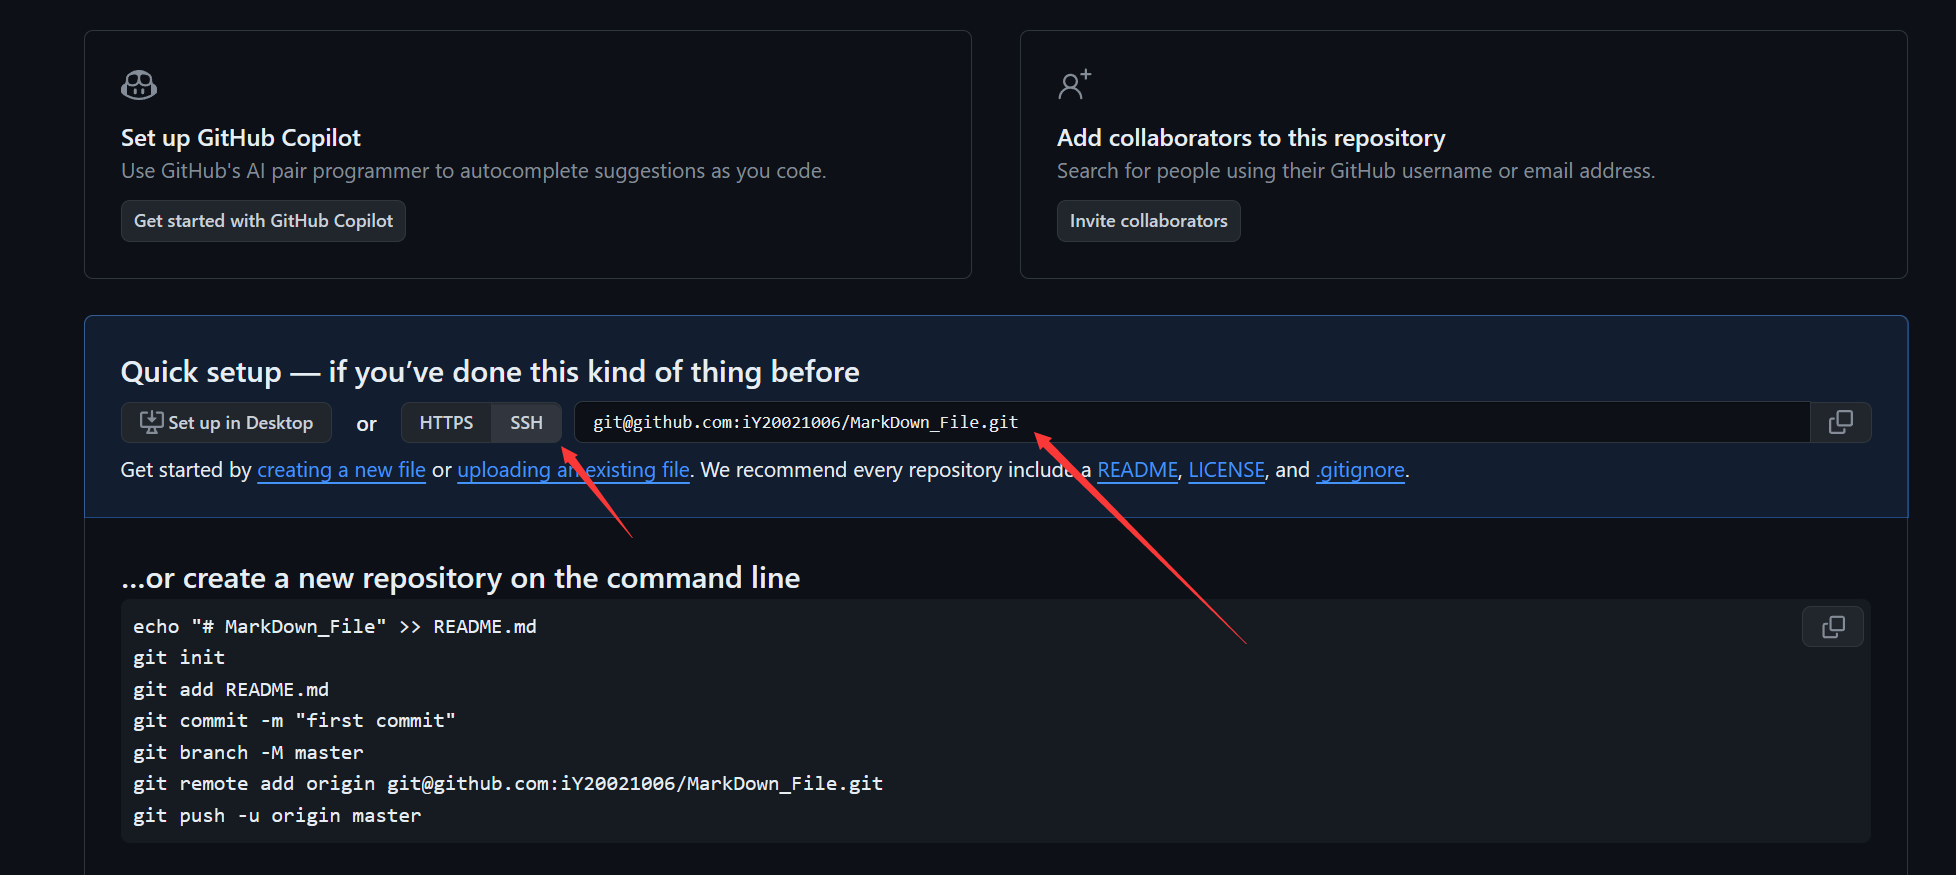 Set up GitHub Copilot
Use GitHub's AI pair programmer to autocomplete suggestions as you code.
Get started with GitHub Copilot
Add collaborators to this repository
Search for people using their GitHub username or email address.
Invite collaborators
Quick setup — if you’ve done this kind of thing before
Set up in Desktop or HTTPS SSH git@github.com:iY20021006/MarkDown_File.git
Get started by creating a new file or uploading an existing file. We recommend every repository include a README, LICENSE, and .gitignore.
…or create a new repository on the command line
echo "# MarkDown_File" >> README.md
git init
git add README.md
git commit -m "first commit"
git branch -M master
git remote add origin git@github.com:iY20021006/MarkDown_File.git
git push -u origin master